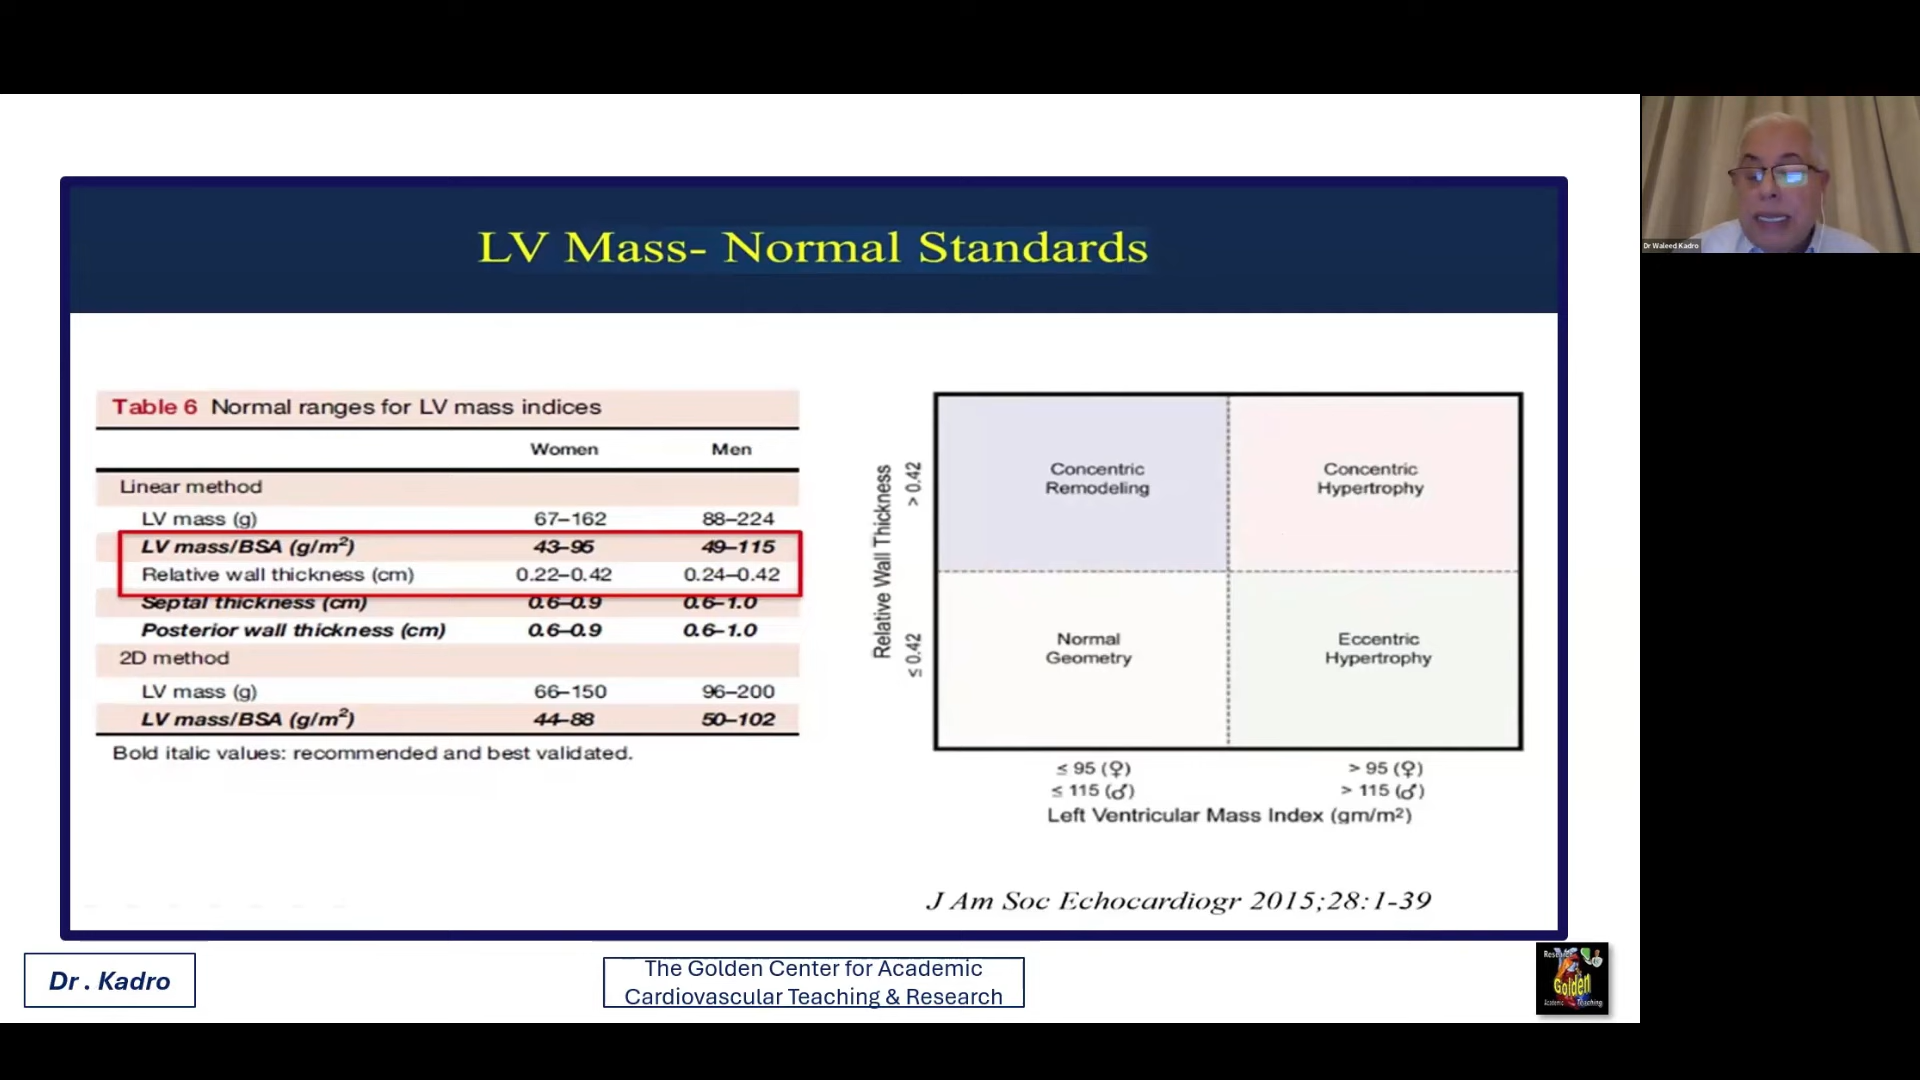 LV Mass- Normal Standards
Table 6 Normal ranges for LV mass indices
Women Men
Linear method
LV mass (g) 67–162 88–224
LV mass/BSA (g/m²) 43–95 49–115
Relative wall thickness (cm) 0.22–0.42 0.24–0.42
Septal thickness (cm) 0.6–0.9 0.6–1.0
Posterior wall thickness (cm) 0.6–0.9 0.6–1.0
2D method
LV mass (g) 66–150 96–200
LV mass/BSA (g/m²) 44–88 50–102
Bold italic values: recommended and best validated.
Relative Wall Thickness
> 0.42
≤ 0.42
Concentric
Remodeling
Concentric
Hypertrophy
Normal
Geometry
Eccentric
Hypertrophy
≤ 95 (♀) > 95 (♀)
≤ 115 (♂) > 115 (♂)
Left Ventricular Mass Index (gm/m²)
J Am Soc Echocardiogr 2015;28:1-39
Dr . Kadro
The Golden Center for Academic
Cardiovascular Teaching & Research
Golden
Academic Teaching
Dr Waleed Kadro